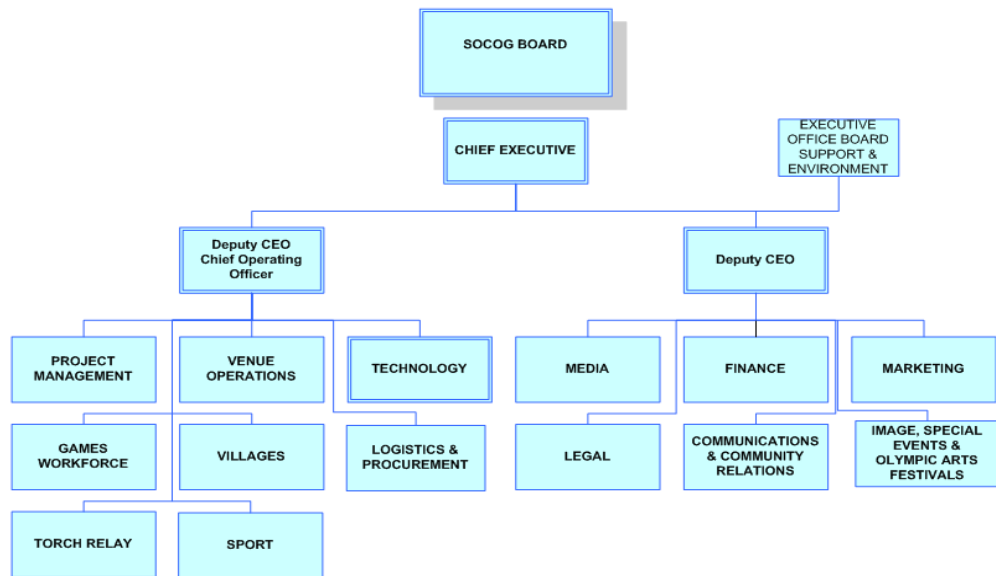 SOCOG BOARD
CHIEF EXECUTIVE
EXECUTIVE
OFFICE BOARD
SUPPORT &
ENVIRONMENT
Deputy CEO
Chief Operating
Officer
Deputy CEO
PROJECT
MANAGEMENT
VENUE
OPERATIONS
TECHNOLOGY
MEDIA
FINANCE
MARKETING
GAMES
WORKFORCE
VILLAGES
LOGISTICS &
PROCUREMENT
LEGAL
COMMUNICATIONS
& COMMUNITY
RELATIONS
IMAGE, SPECIAL
EVENTS &
OLYMPIC ARTS
FESTIVALS
TORCH RELAY
SPORT